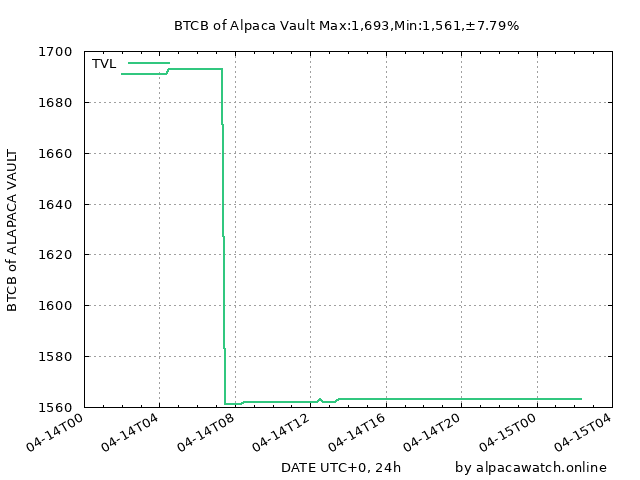 BTCB of Alpaca Vault Max:1,693,Min:1,561,±7.79%
TVL
BTCB of ALAPACA VAULT
1700
1680
1660
1640
1620
1600
1580
1560
04-14T00
04-14T04
04-14T08
04-14T12
04-14T16
04-14T20
04-15T00
04-15T04
DATE UTC+0, 24h
by alpacawatch.online